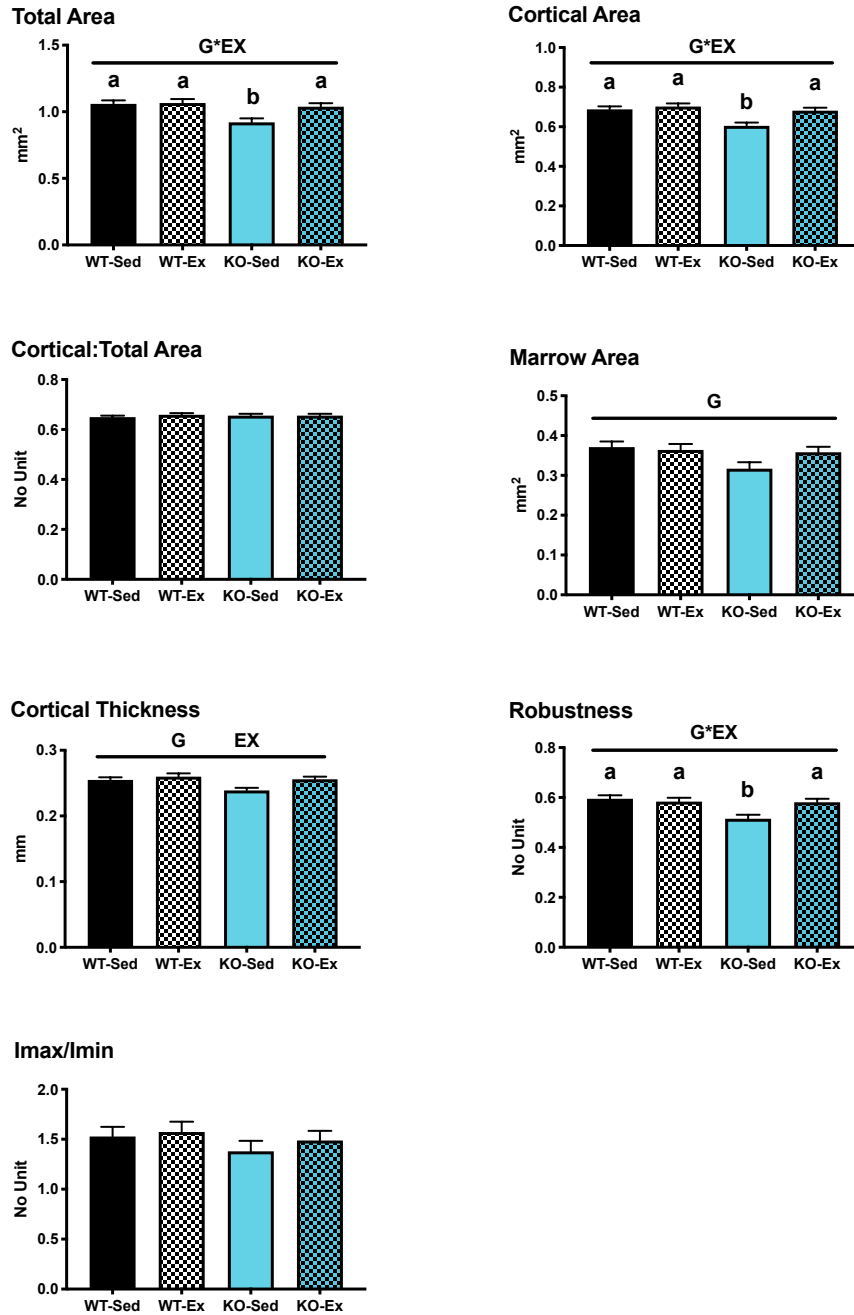 Total Area
G*EX
a a b a
1.5
1.0
0.5
0.0
mm²
WT-Sed WT-Ex KO-Sed KO-Ex
Cortical Area
G*EX
a a b a
1.0
0.8
0.6
0.4
0.2
0.0
mm²
WT-Sed WT-Ex KO-Sed KO-Ex
Cortical:Total Area
0.8
0.6
0.4
0.2
0.0
No Unit
WT-Sed WT-Ex KO-Sed KO-Ex
Marrow Area
G
0.5
0.4
0.3
0.2
0.1
0.0
mm²
WT-Sed WT-Ex KO-Sed KO-Ex
Cortical Thickness
G EX
0.3
0.2
0.1
0.0
mm
WT-Sed WT-Ex KO-Sed KO-Ex
Robustness
G*EX
a a b a
0.8
0.6
0.4
0.2
0.0
No Unit
WT-Sed WT-Ex KO-Sed KO-Ex
Imax/Imin
2.0
1.5
1.0
0.5
0.0
No Unit
WT-Sed WT-Ex KO-Sed KO-Ex